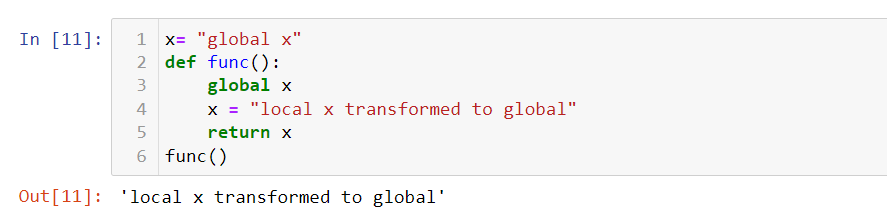 In [11]:
1 x= "global x"
2 def func():
3     global x
4     x = "local x transformed to global"
5     return x
6 func()
Out[11]: 'local x transformed to global'